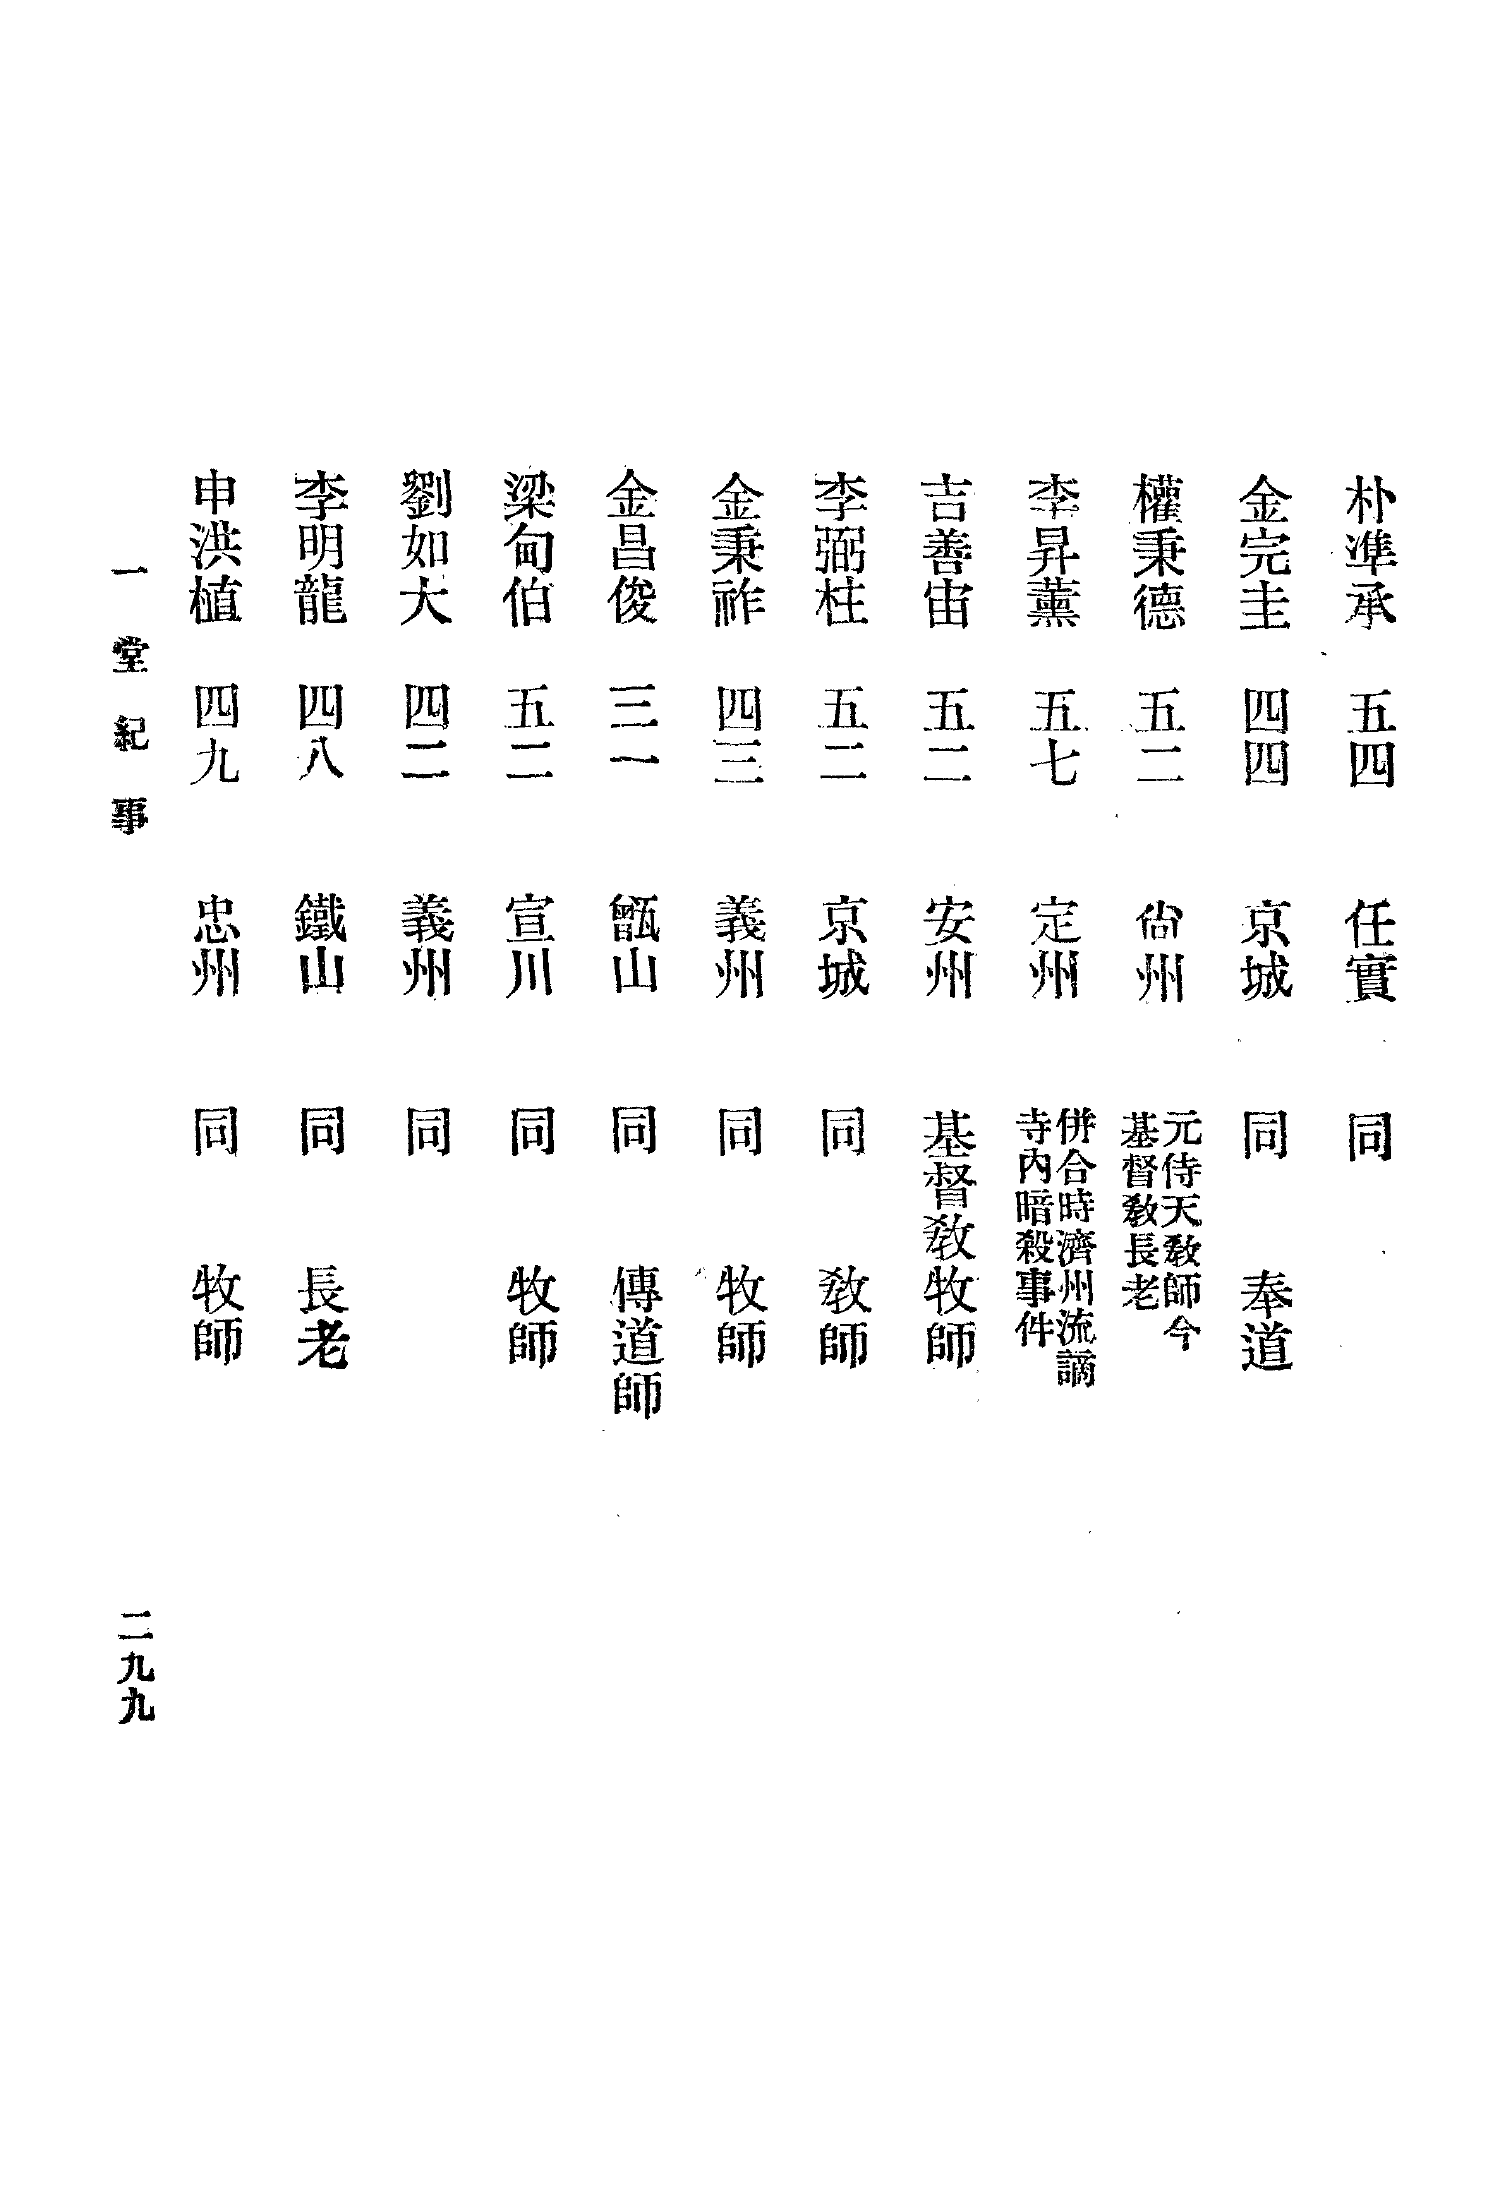 朴準承 五四 任實 同
金完圭 四四 京城 同 奉道
權秉德 五二 尙州 元侍天敎師今
基督敎長老
李昇薰 五七 定州 併合時濟州流謫
寺內暗殺事件
吉善宙 五二 安州 基督敎牧師
李弼柱 五二 京城 同 敎師
金秉祚 四三 義州 同 牧師
金昌俊 三一 甑山 同 傳道師
梁甸伯 五二 宣川 同 牧師
劉如大 四二 義州 同
李明龍 四八 鐵山 同 長老
申洪植 四九 忠州 同 牧師
一堂紀事 二九九